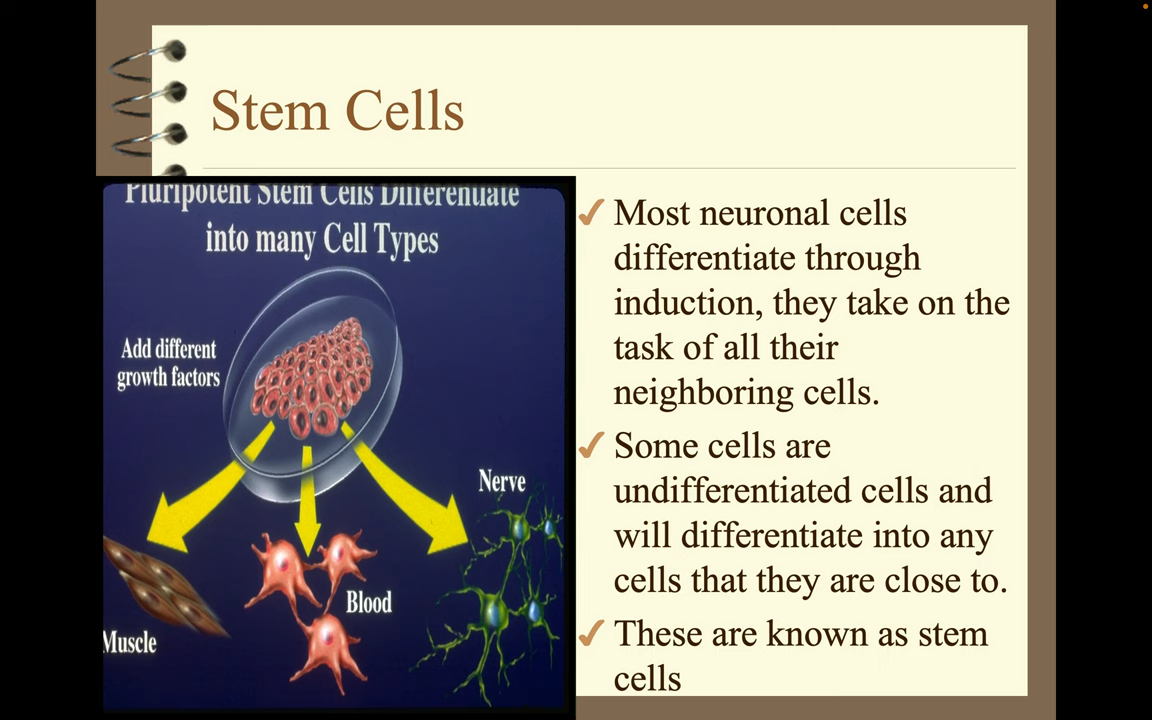 Stem Cells
Pluripotent Stem Cells Differentiate
into many Cell Types
Add different
growth factors
Nerve
Blood
Muscle
✓ Most neuronal cells
differentiate through
induction, they take on the
task of all their
neighboring cells.
✓ Some cells are
undifferentiated cells and
will differentiate into any
cells that they are close to.
✓ These are known as stem
cells